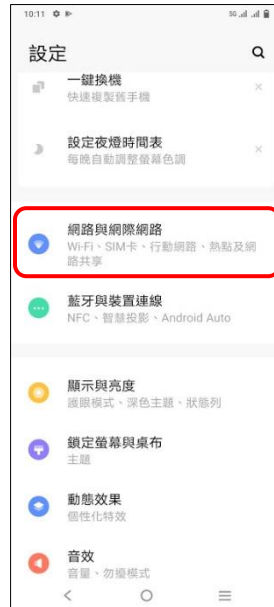 10:11
5G
設定
一鍵換機
快速複製舊手機
設定夜燈時間表
每晚自動調整螢幕色調
網路與網際網路
Wi-Fi、SIM卡、行動網路、熱點及網
路共享
藍牙與裝置連線
NFC、智慧投影、Android Auto
顯示與亮度
護眼模式、深色主題、狀態列
鎖定螢幕與桌布
主題
動態效果
個性化特效
音效
音量、勿擾模式